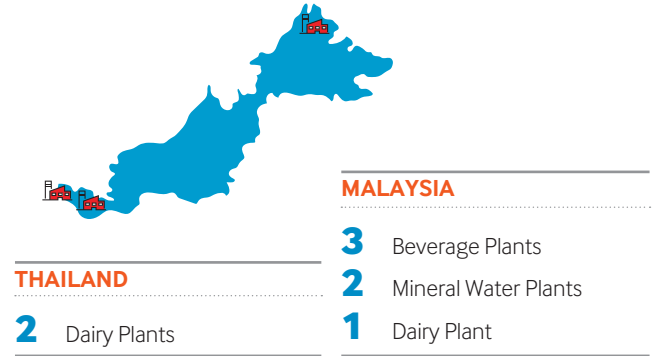 THAILAND
2 Dairy Plants
MALAYSIA
3 Beverage Plants
2 Mineral Water Plants
1 Dairy Plant